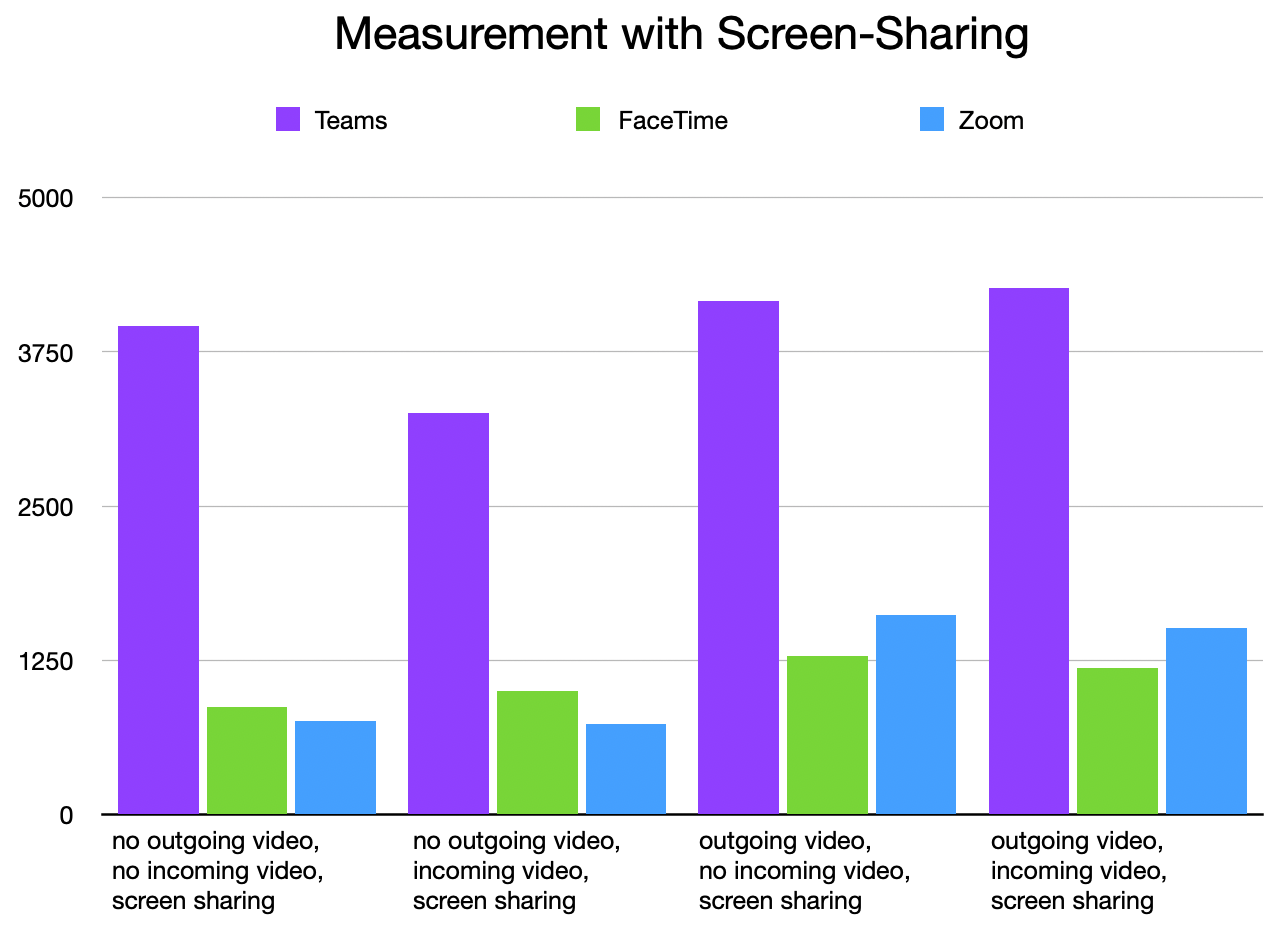 Measurement with Screen-Sharing
Teams FaceTime Zoom
5000
3750
2500
1250
0
no outgoing video,
no incoming video,
screen sharing
no outgoing video,
incoming video,
screen sharing
outgoing video,
no incoming video,
screen sharing
outgoing video,
incoming video,
screen sharing